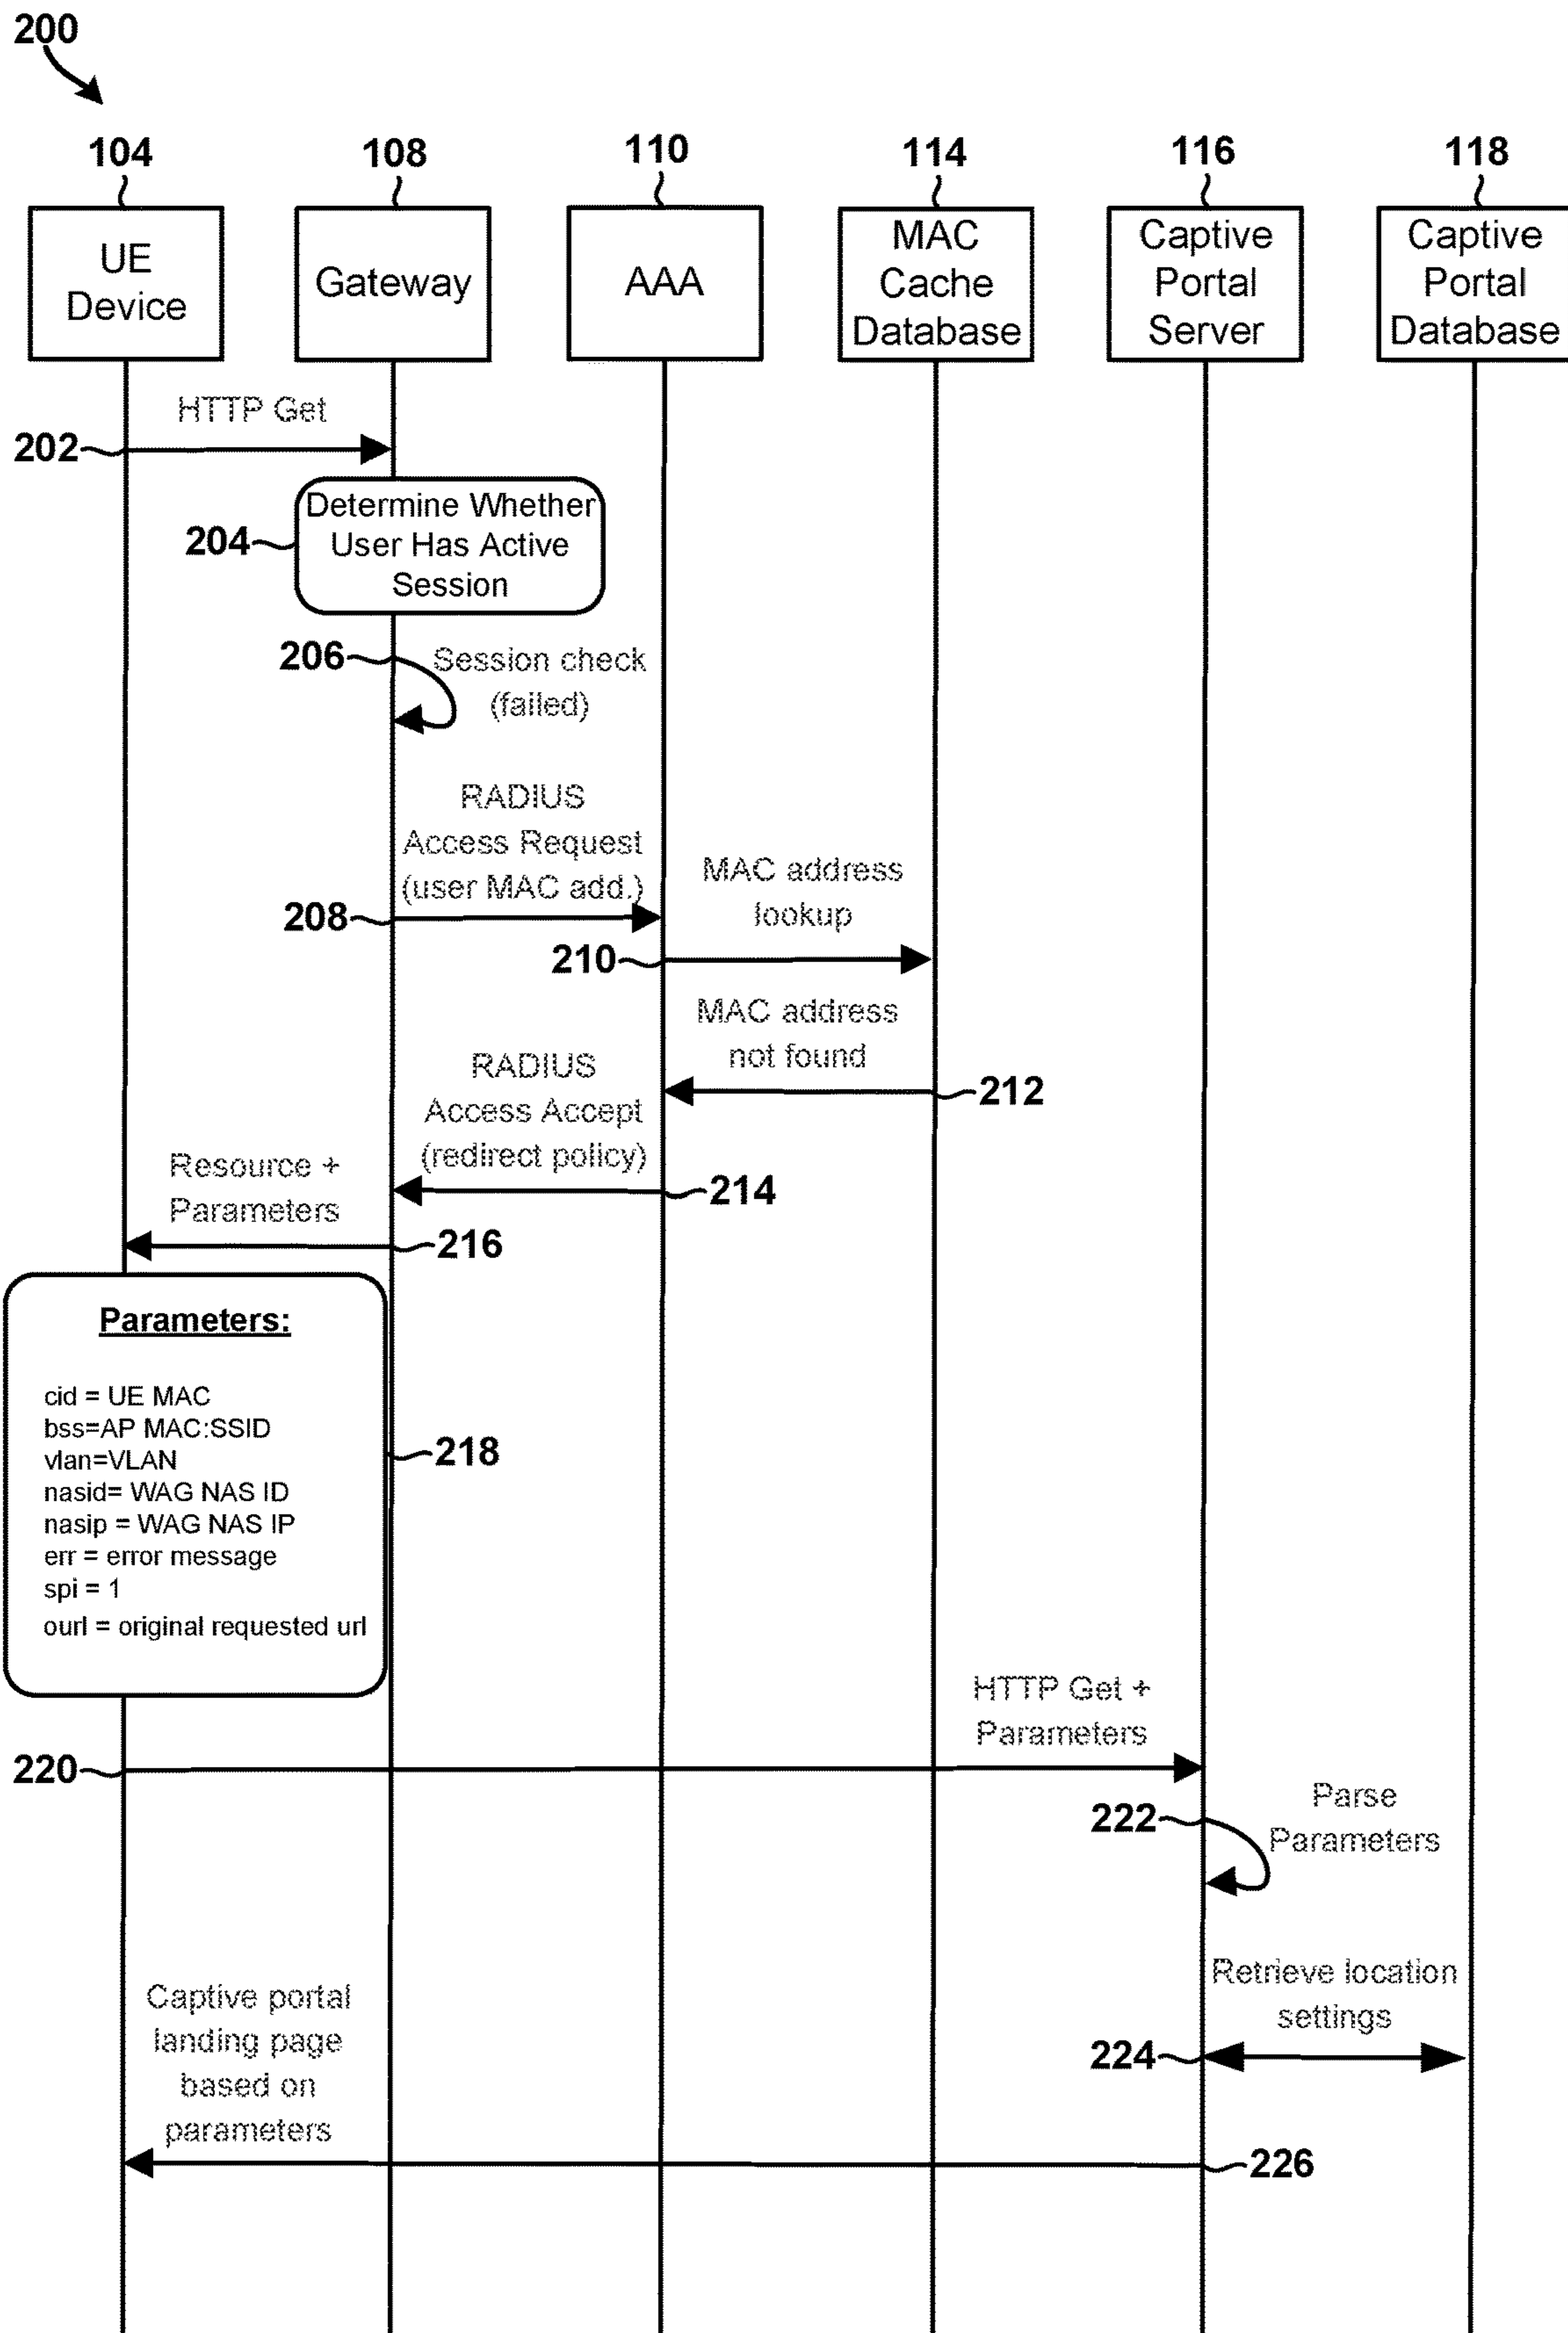 200
104
108
110
114
116
118
UE
Device
Gateway
AAA
MAC
Cache
Database
Captive
Portal
Server
Captive
Portal
Database
HTTP Get
202
Determine Whether
User Has Active
Session
204
206
Session check
(failed)
RADIUS
Access Request
(user MAC add.)
208
MAC address
lookup
210
MAC address
not found
212
RADIUS
Access Accept
(redirect policy)
214
Resource +
Parameters
216
Parameters:
cid = UE MAC
bss=AP MAC:SSID
vlan=VLAN
nasid= WAG NAS ID
nasip = WAG NAS IP
err = error message
spi = 1
ourl = original requested url
218
HTTP Get +
Parameters
220
222
Parse
Parameters
Retrieve location
settings
224
Captive portal
landing page
based on
parameters
226